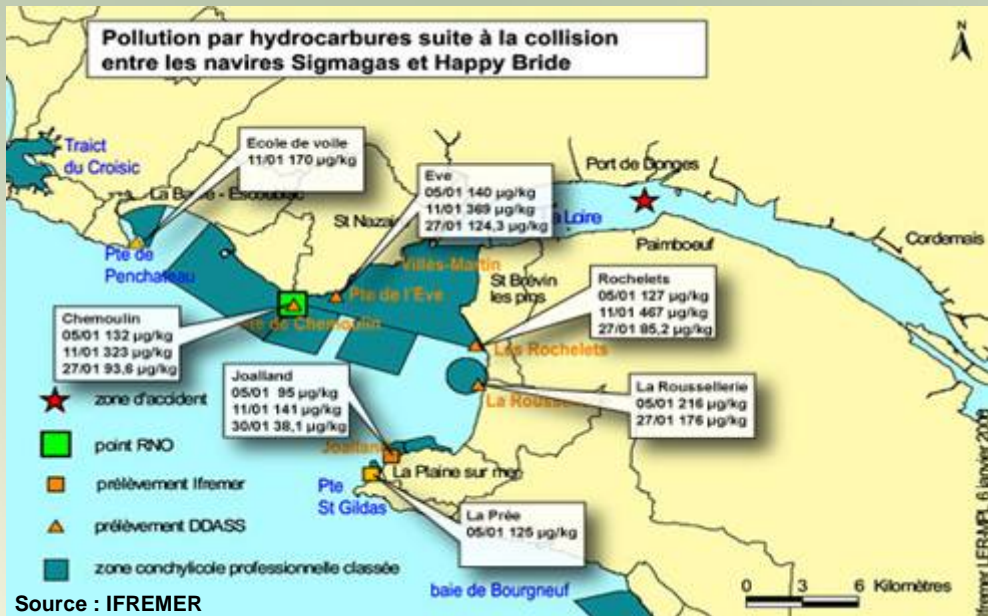 Pollution par hydrocarbures suite à la collision
entre les navires Sigmagas et Happy Bride
N
Traict
du Croisic
Ecole de voile
11/01 170 µg/kg
La Baule - Escoublac
Port de Donges
Eve
05/01 140 µg/kg
11/01 369 µg/kg
27/01 124,3 µg/kg
St Nazai
a Loire
Paimboeuf
Cordemais
Pte de
Penchateau
Villès-Martin
St Brévin
les pins
Rochelets
05/01 127 µg/kg
11/01 467 µg/kg
27/01 85,2 µg/kg
Pte de l'Eve
Chemoulin
05/01 132 µg/kg
11/01 323 µg/kg
27/01 93,6 µg/kg
de Chemoulin
Les Rochelets
Joalland
05/01 95 µg/kg
11/01 141 µg/kg
30/01 38,1 µg/kg
La Rousse
La Roussellerie
05/01 216 µg/kg
27/01 176 µg/kg
zone d'accident
point RNO
Joalland
La Plaine sur mer
prélèvement Ifremer
Pte
St Gildas
La Prée
05/01 125 µg/kg
prélèvement DDASS
zone conchylicole professionnelle classée
baie de Bourgneuf
0 3 6 Kilomètres
Source : IFREMER